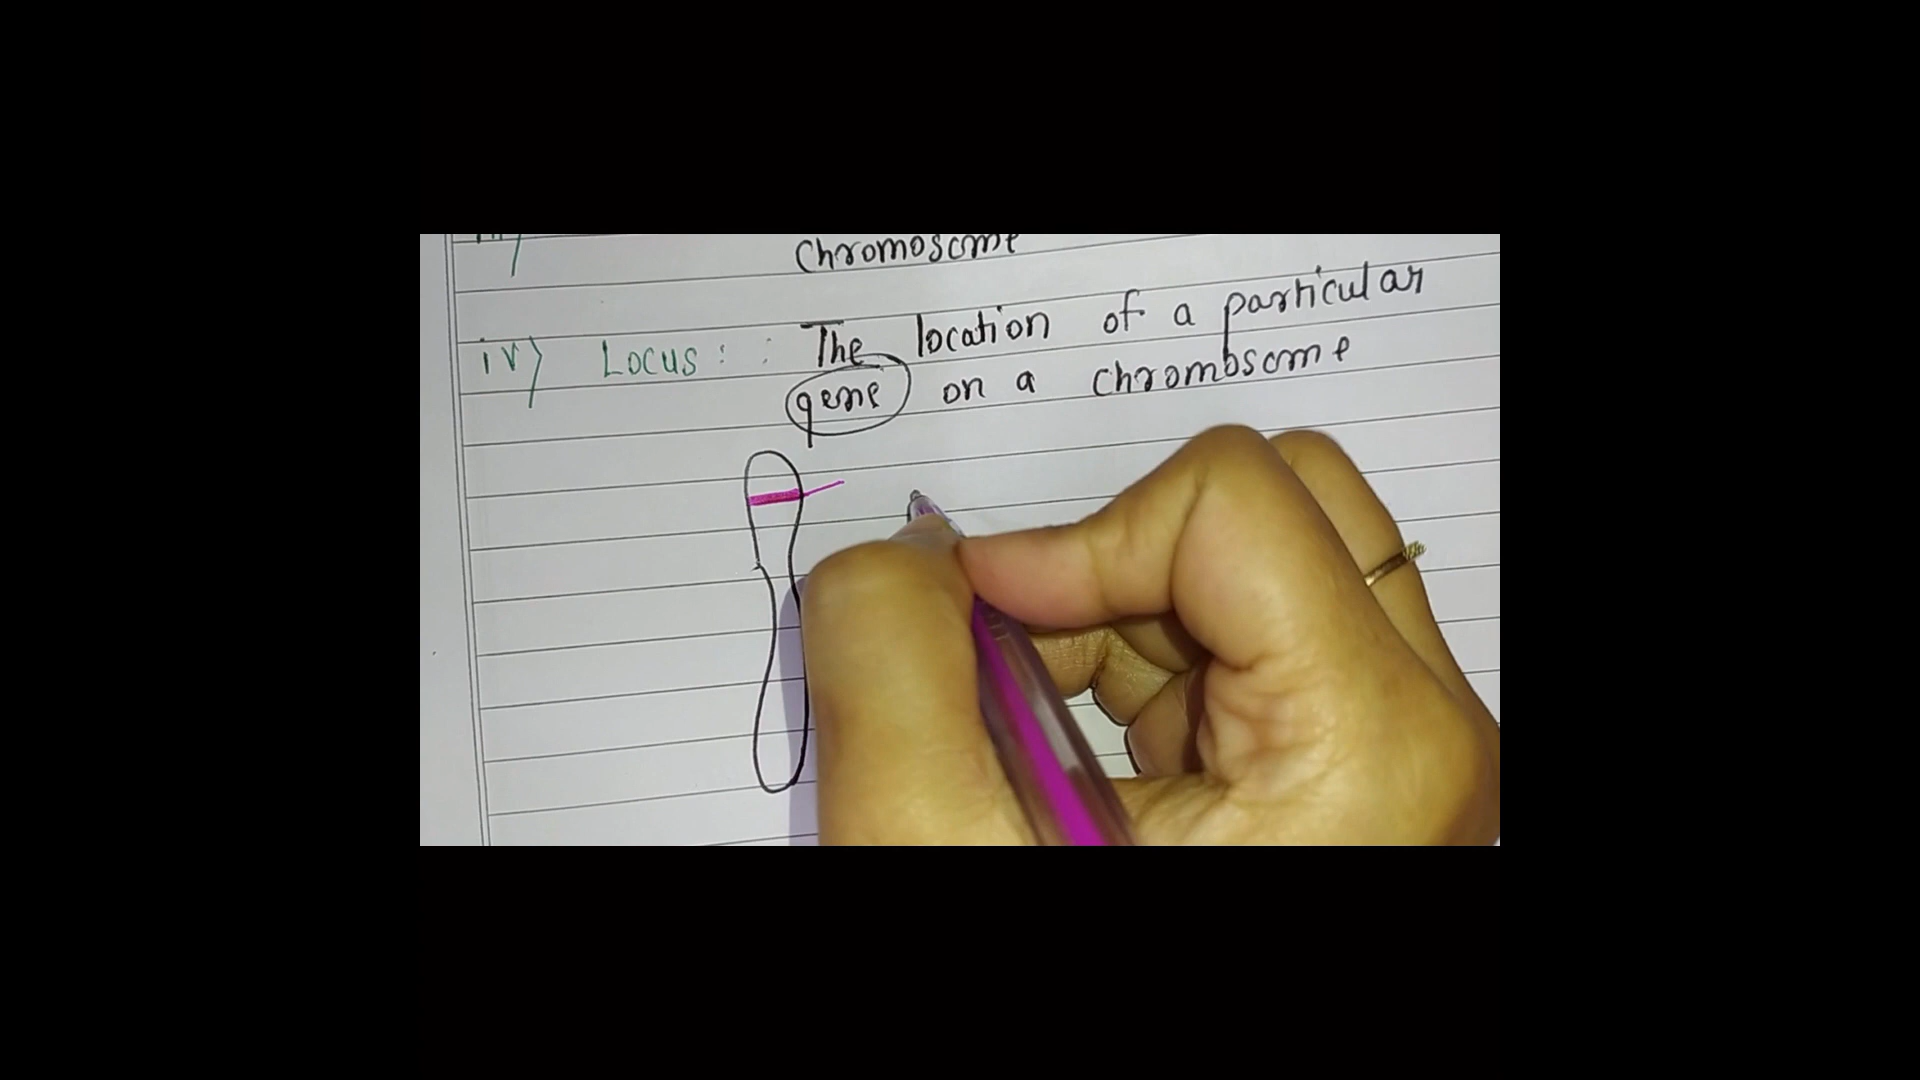 Chromosome
iv) Locus : : The location of a particular
gene on a chromosome